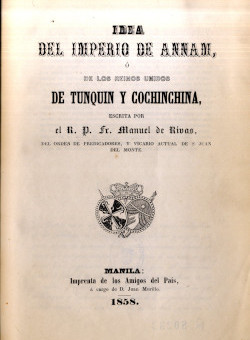 IDEA
DEL IMPERIO DE ANNAM,
ó
DE LOS REINOS UNIDOS
DE TUNQUIN Y COCHINCHINA,
ESCRITA POR
el R. P. Fr. Manuel de Rivas,
DEL ORDEN DE PREDICADORES, Y VICARIO ACTUAL DE S. JUAN
DEL MONTE.
MANILA:
Imprenta de los Amigos del Pais,
á cargo de D. Juan
1858.